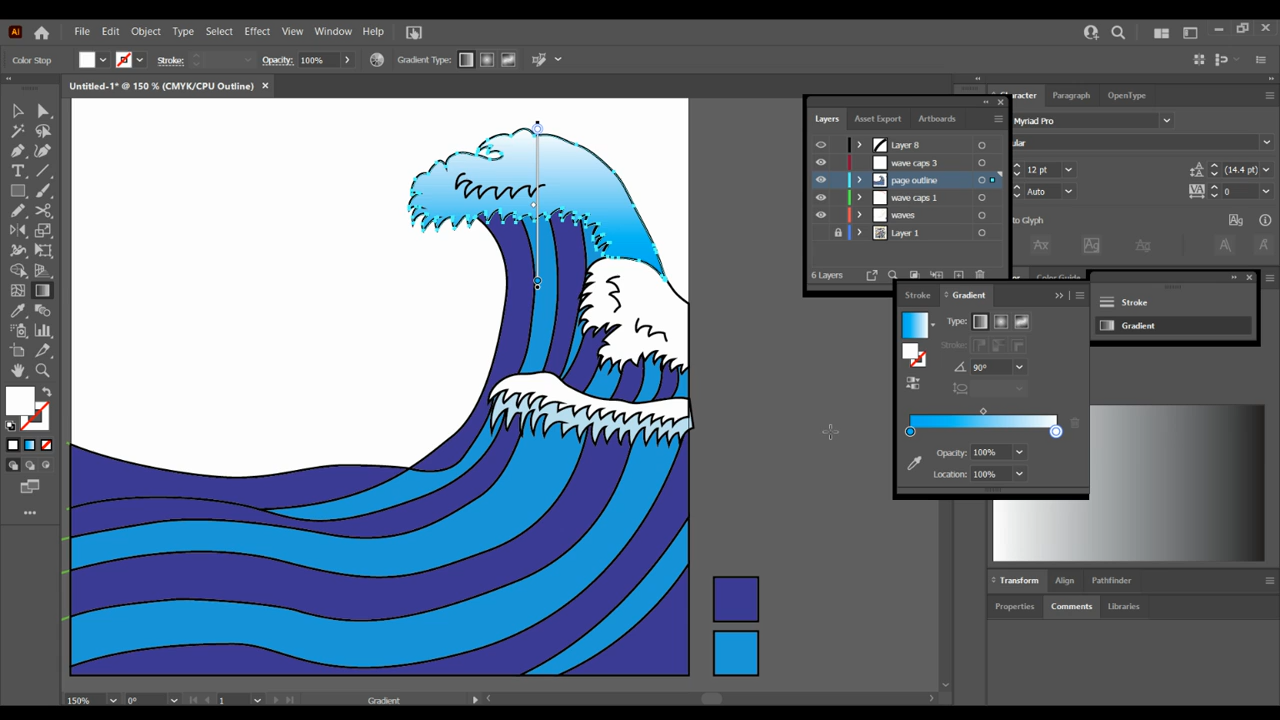 Ai File Edit Object Type Select Effect View Window Help
Color Stop Stroke: Opacity: 100% Gradient Type:
Untitled-1* @ 150 % (CMYK/CPU Outline) ×
Layers Asset Export Artboards
Layer 8
wave caps 3
page outline
wave caps 1
waves
Layer 1
6 Layers
Character Paragraph OpenType
Myriad Pro
12 pt (14.4 pt)
Auto 0
Stroke Gradient
Type:
Stroke:
90°
Opacity: 100%
Location: 100%
Stroke
Gradient
Transform Align Pathfinder
Properties Comments Libraries
150% 0° 1 Gradient